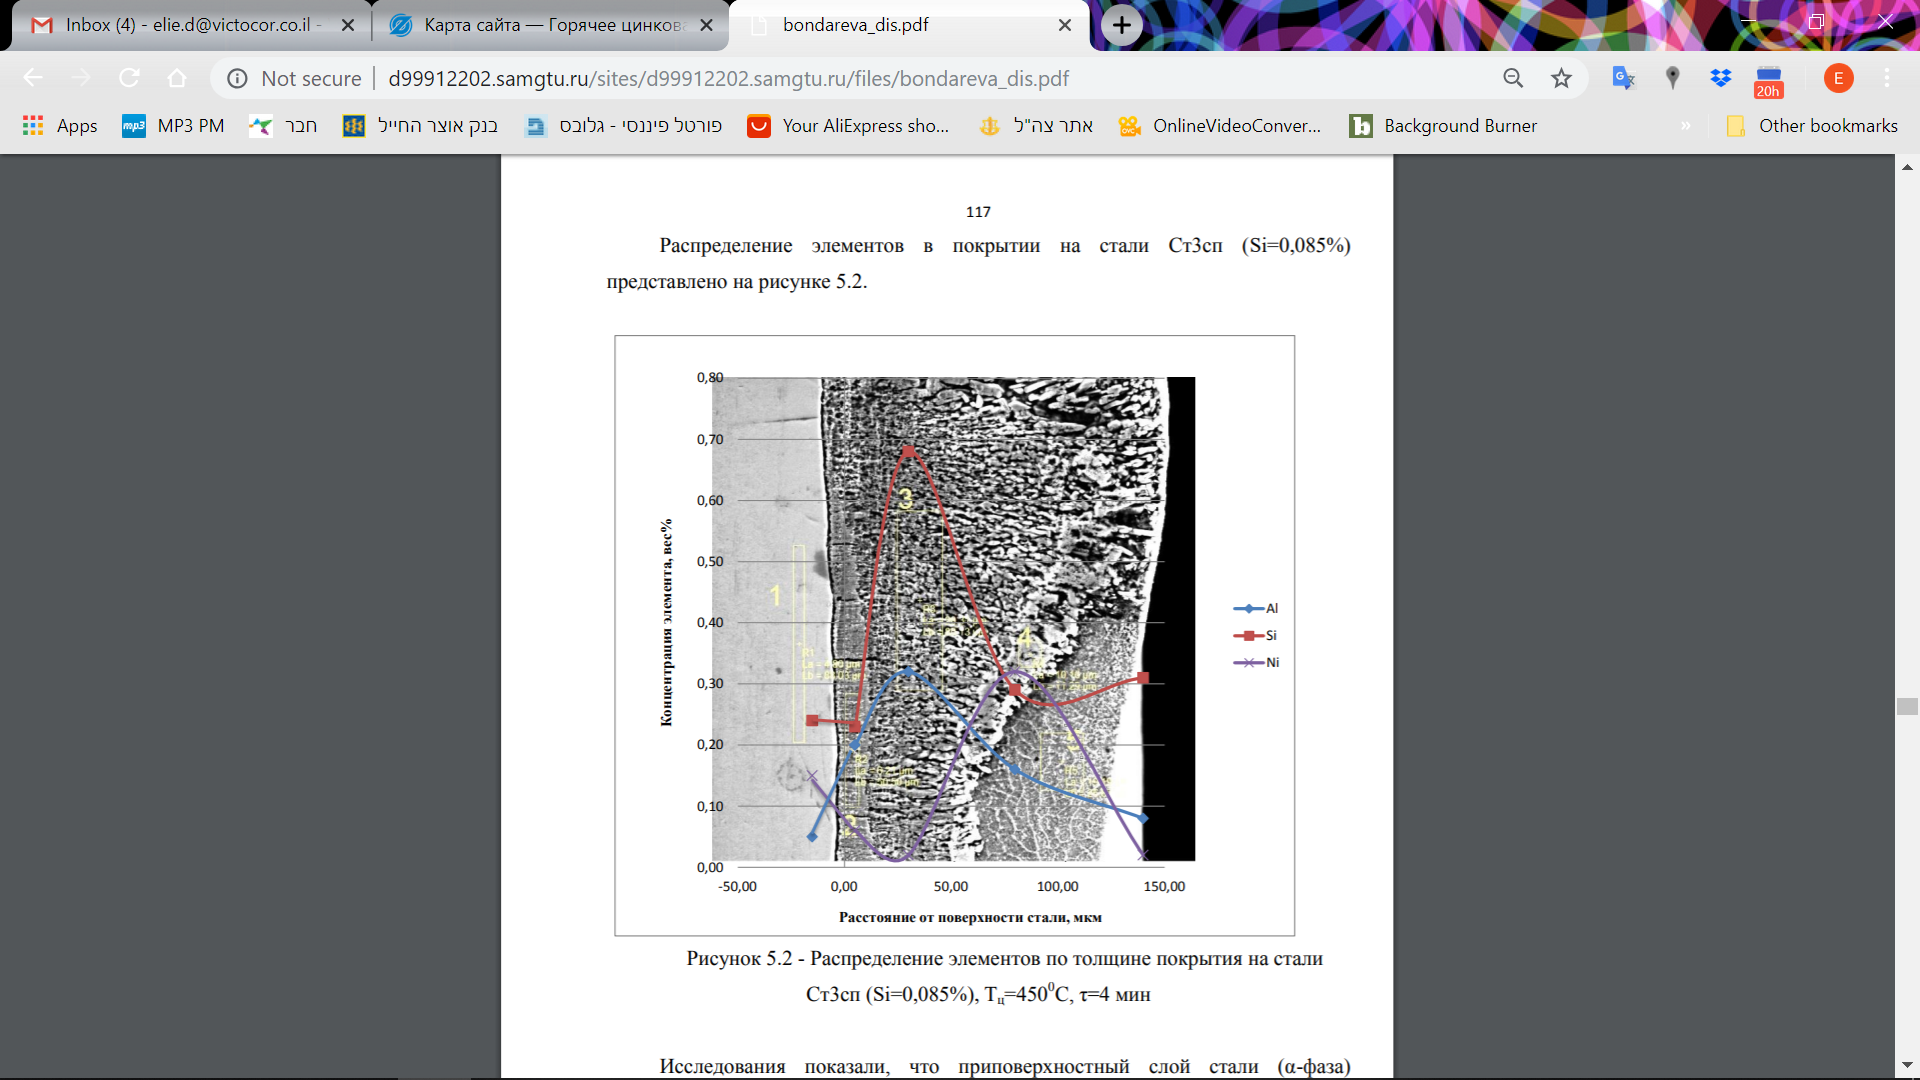 Inbox (4) - elie.d@victocor.co.il -
Карта сайта — Горячее цинков
bondareva_dis.pdf
Not secure
d99912202.samgtu.ru/sites/d99912202.samgtu.ru/files/bondareva_dis.pdf
20h
E
Apps
mp3
MP3 PM
חבר
בנק אוצר החייל
פורטל פיננסי - גלובס
Your AliExpress sho...
אתר צה"ל
OVC
OnlineVideoConver...
b
Background Burner
»
Other bookmarks
117
Распределение элементов в покрытии на стали Ст3сп (Si=0,085%)
представлено на рисунке 5.2.
0,80
0,70
0,60
0,50
0,40
0,30
0,20
0,10
0,00
Концентрация элемента, вес%
1
2
3
4
-50,00 0,00 50,00 100,00 150,00
Расстояние от поверхности стали, мкм
Al
Si
Ni
Рисунок 5.2 - Распределение элементов по толщине покрытия на стали
Ст3сп (Si=0,085%), Tц=450⁰С, τ=4 мин
Исследования показали, что приповерхностный слой стали (α-фаза)